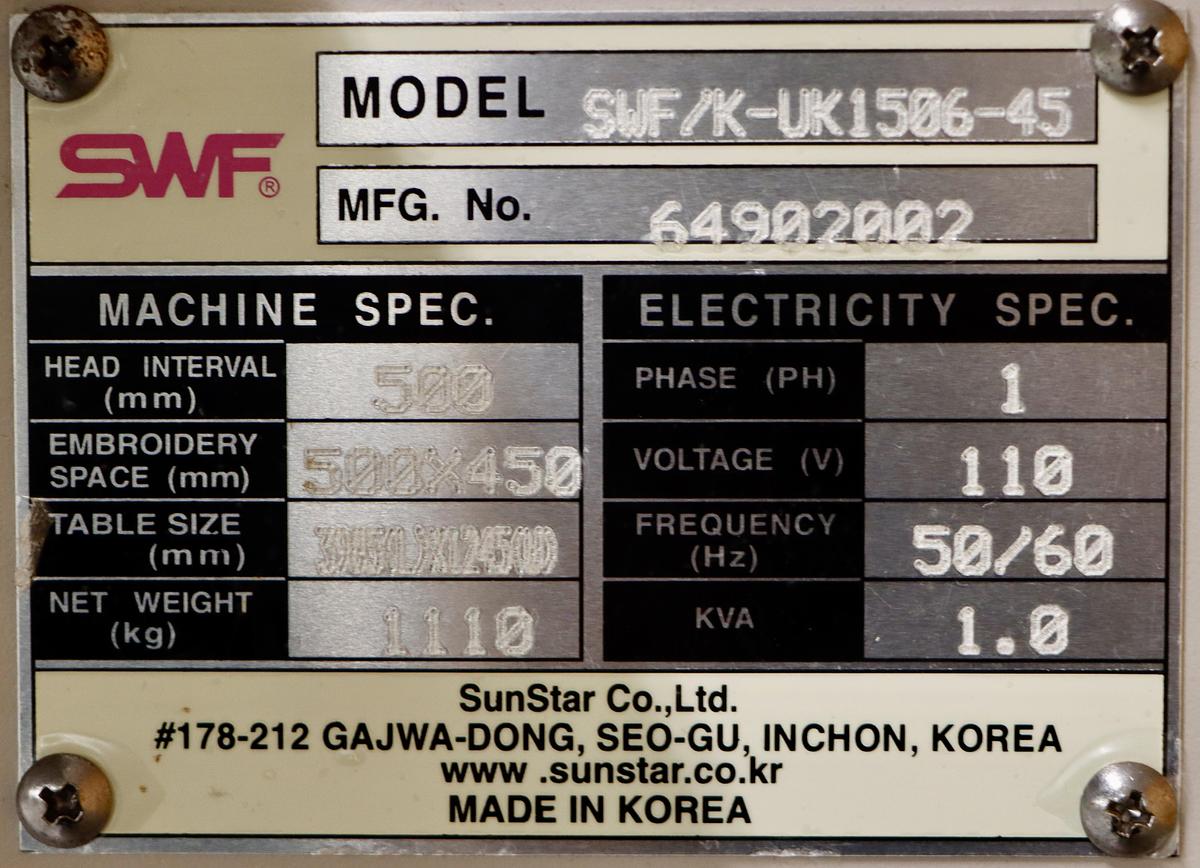 SWF®
MODEL SWF/K-UK1506-45
MFG. No. 64902002
MACHINE SPEC.
HEAD INTERVAL (mm) 500
EMBROIDERY SPACE (mm) 500X450
TABLE SIZE (mm)
NET WEIGHT (kg) 1110
ELECTRICITY SPEC.
PHASE (PH) 1
VOLTAGE (V) 110
FREQUENCY (Hz) 50/60
KVA 1.0
SunStar Co.,Ltd.
#178-212 GAJWA-DONG, SEO-GU, INCHON, KOREA
www .sunstar.co.kr
MADE IN KOREA